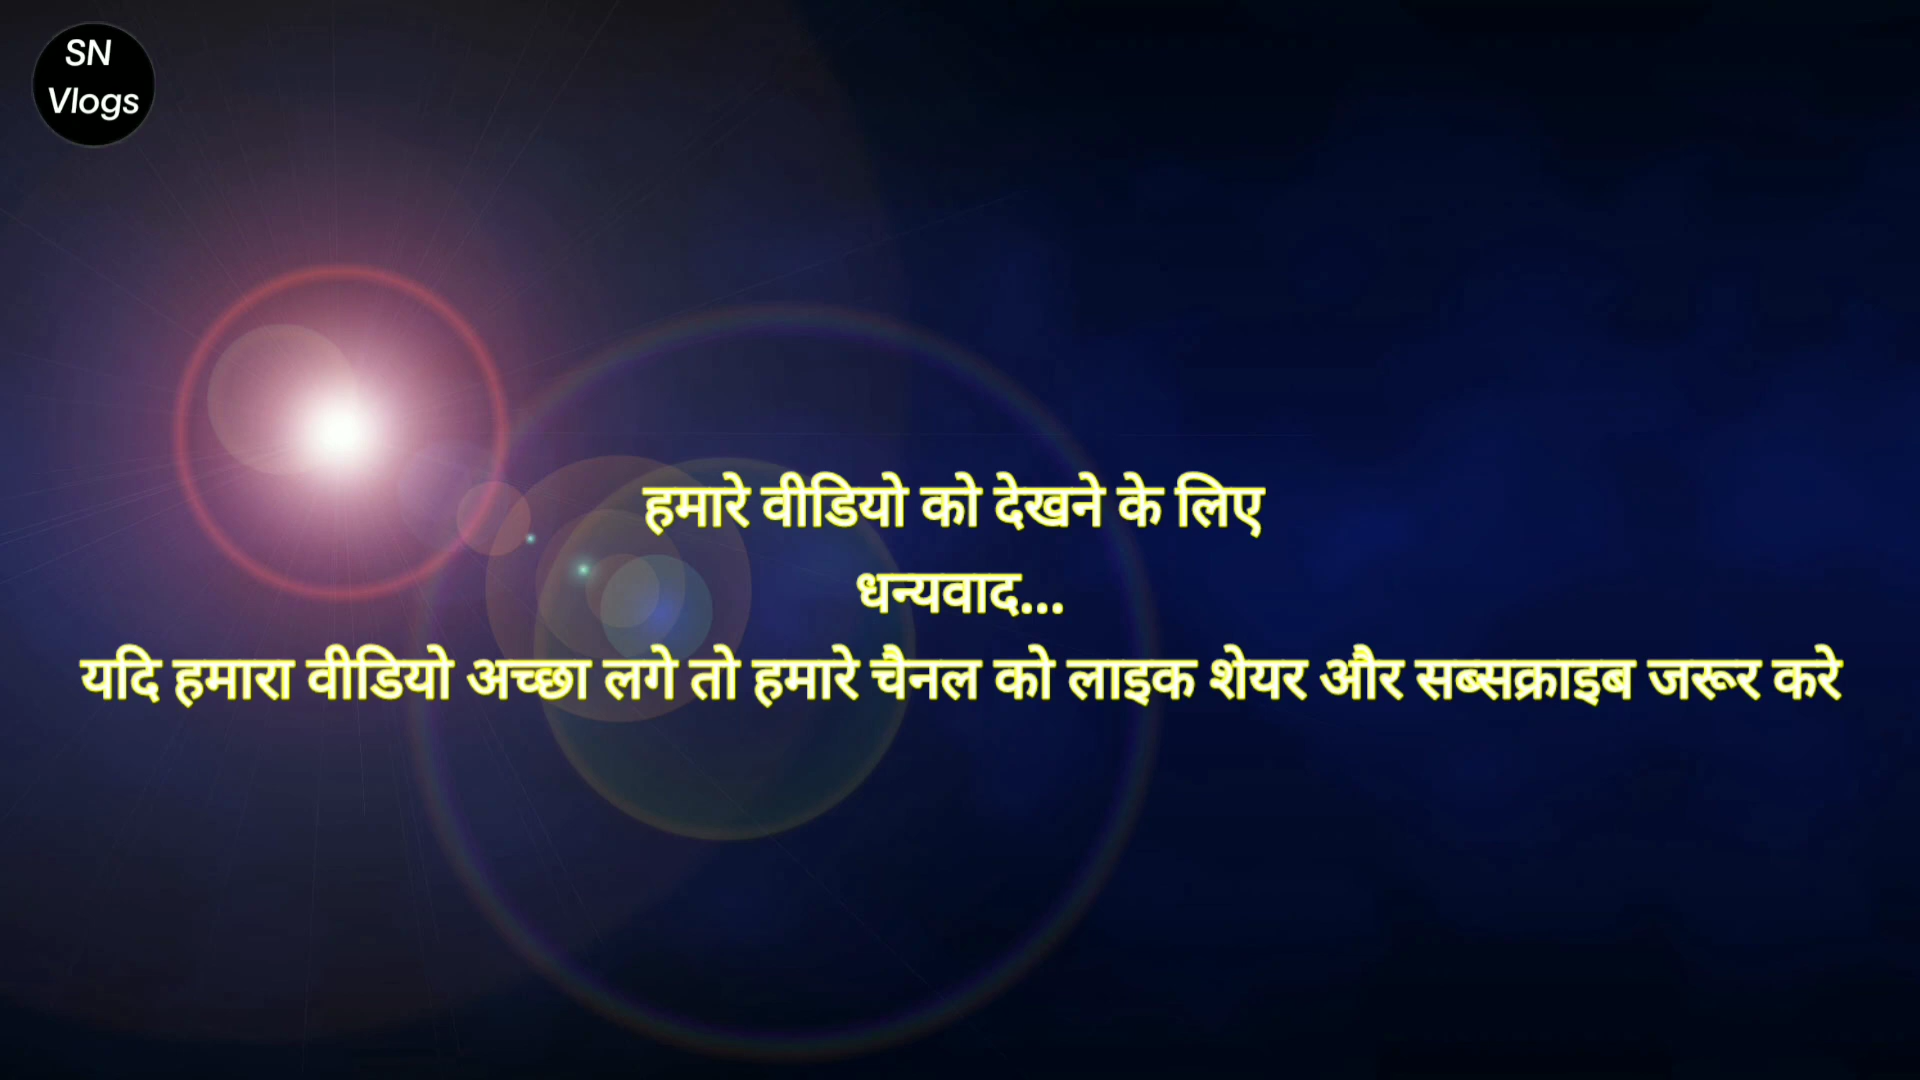 SN
Vlogs
हमारे वीडियो को देखने के लिए
धन्यवाद...
यदि हमारा वीडियो अच्छा लगे तो हमारे चैनल को लाइक शेयर और सब्सक्राइब जरूर करे